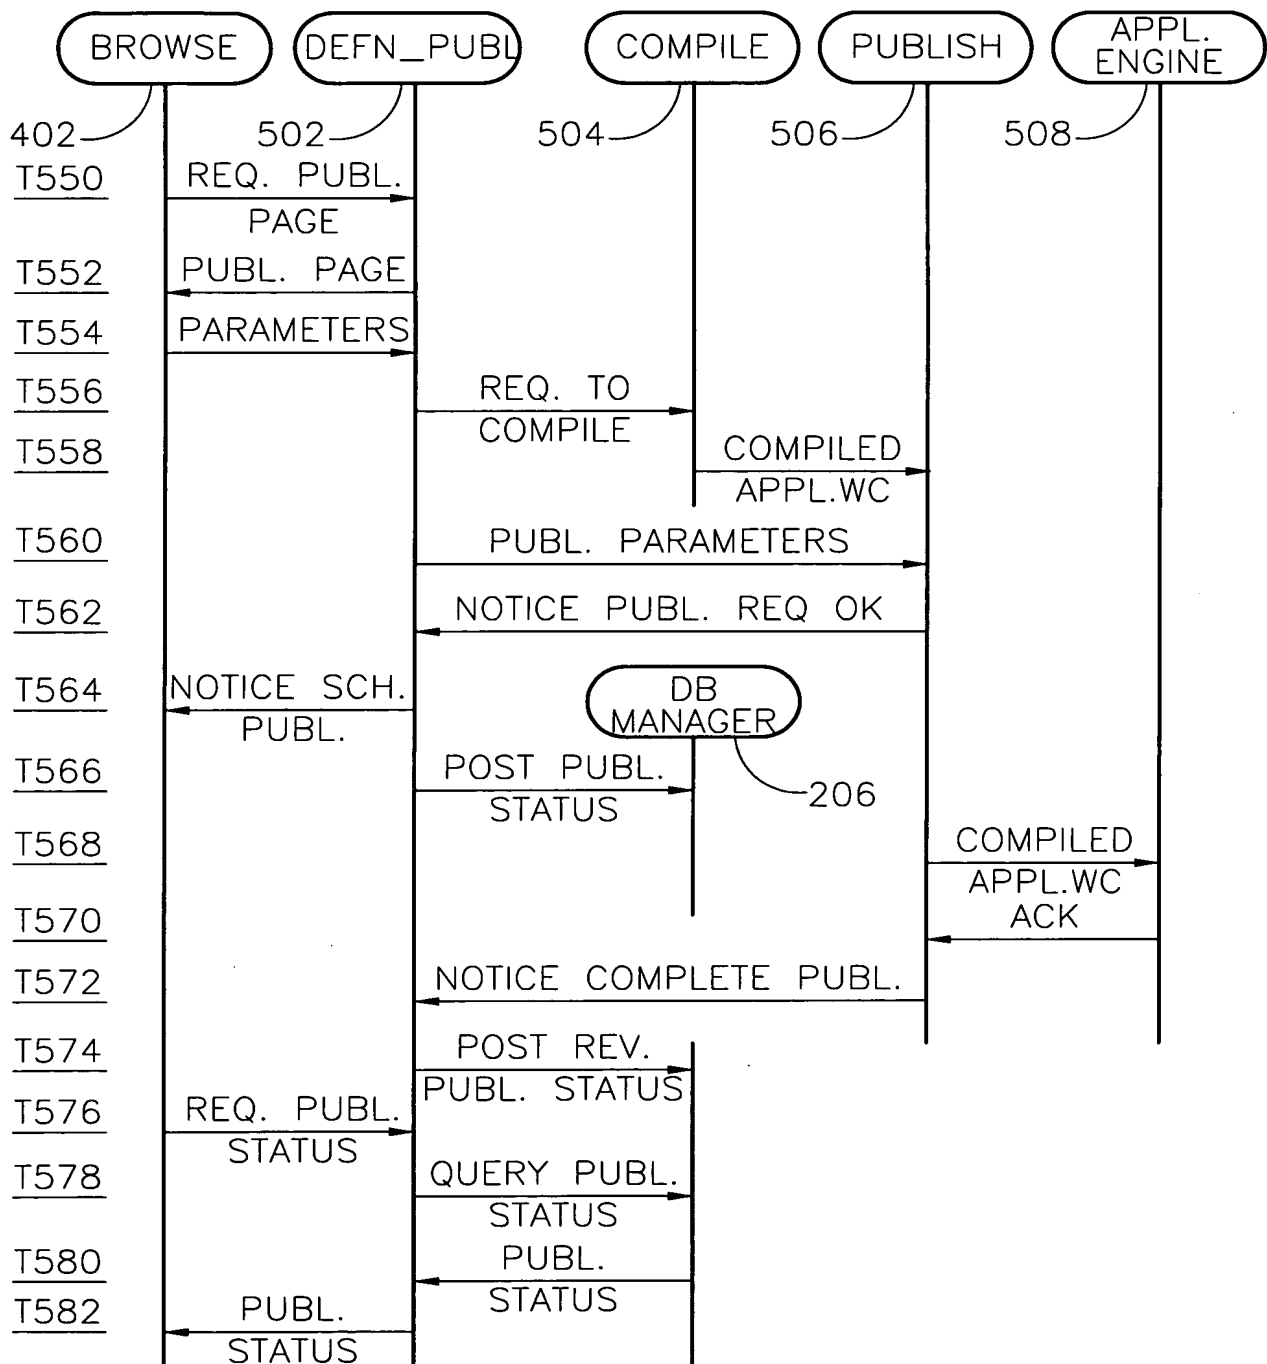 BROWSE
DEFN_PUBL
COMPILE
PUBLISH
APPL.
ENGINE
402
502
504
506
508
T550
REQ. PUBL.
PAGE
T552
PUBL. PAGE
T554
PARAMETERS
T556
REQ. TO
COMPILE
T558
COMPILED
APPL.WC
T560
PUBL. PARAMETERS
T562
NOTICE PUBL. REQ OK
T564
NOTICE SCH.
PUBL.
DB
MANAGER
206
T566
POST PUBL.
STATUS
T568
COMPILED
APPL.WC
T570
ACK
T572
NOTICE COMPLETE PUBL.
T574
POST REV.
PUBL. STATUS
T576
REQ. PUBL.
STATUS
T578
QUERY PUBL.
STATUS
T580
PUBL.
STATUS
T582
PUBL.
STATUS